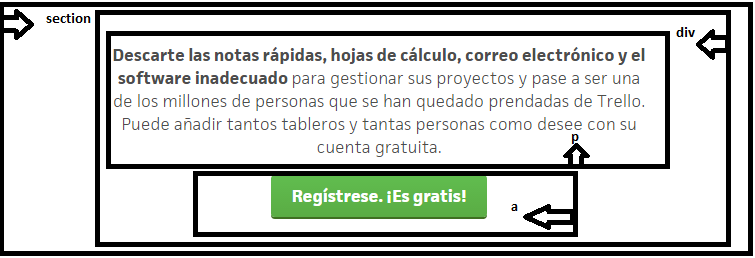 section
div
Descarte las notas rápidas, hojas de cálculo, correo electrónico y el
software inadecuado para gestionar sus proyectos y pase a ser una
de los millones de personas que se han quedado prendadas de Trello.
Puede añadir tantos tableros y tantas personas como desee con su
cuenta gratuita.
p
Regístrese. ¡Es gratis!
a